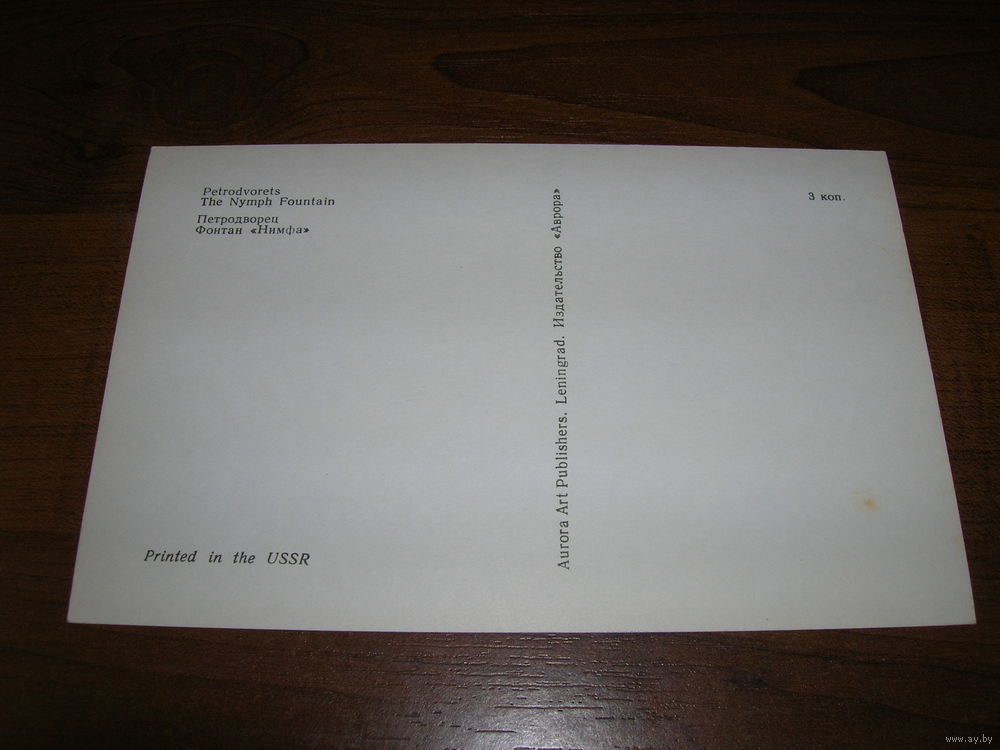 Petrodvorets
The Nymph Fountain
Петродворец
Фонтан «Нимфа»
Printed in the USSR
Aurora Art Publishers. Leningrad. Издательство «Аврора»
3 коп.
www.ay.by